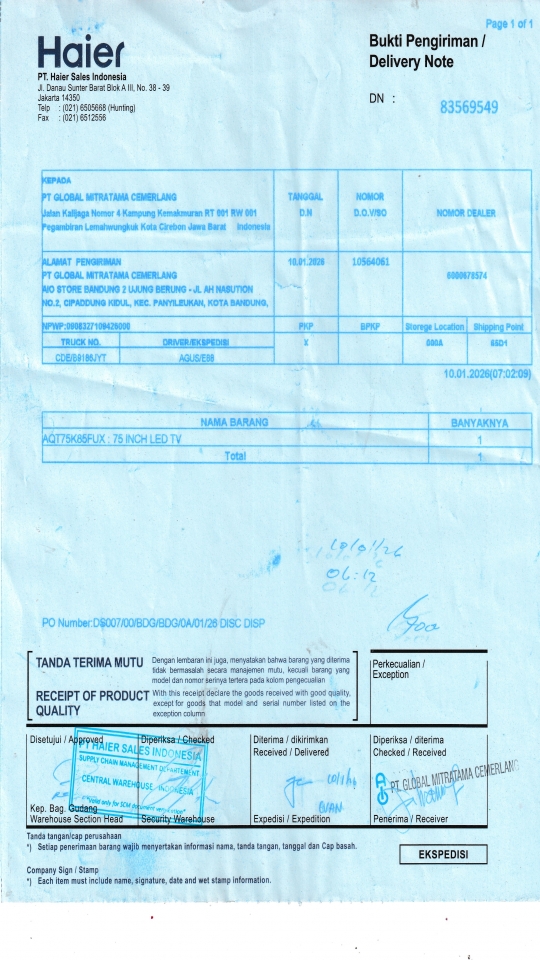 Page 1 of 1
Haier
Bukti Pengiriman /
Delivery Note
PT. Haier Sales Indonesia
Jl. Danau Sunter Barat Blok A III, No. 38 - 39
Jakarta 14350
Telp : (021) 6505668 (Hunting)
Fax : (021) 6512556
DN : 83569549
KEPADA
PT GLOBAL MITRATAMA CEMERLANG
Jalan Kalijaga Nomor 4 Kampung Kemakmuran RT 001 RW 001
Pegambiran Lemahwungkuk Kota Cirebon Jawa Barat Indonesia
TANGGAL
D.N
NOMOR
D.O.V/SO
NOMOR DEALER
ALAMAT PENGIRIMAN
PT GLOBAL MITRATAMA CEMERLANG
AIO STORE BANDUNG 2 UJUNG BERUNG - JL AH NASUTION
NO.2, CIPADDUNG KIDUL, KEC. PANYILEUKAN, KOTA BANDUNG,
10.01.2026
10564061
6000678574
NPWP:0908327109426000
PKP
BPKP
Storege Location
Shipping Point
TRUCK NO.
DRIVER/EKSPEDISI
X
000A
65D1
CDE/B9186JYT
AGUS/E68
10.01.2026(07:02:09)
NAMA BARANG
BANYAKNYA
AQT75K85FUX : 75 INCH LED TV
1
Total
1
10/01/26
06:12
PO Number:DS007/00/BDG/BDG/0A/01/26 DISC DISP
TANDA TERIMA MUTU
Dengan lembaran ini juga, menyatakan bahwa barang yang diterima
tidak bermasalah secara manajemen mutu, kecuali barang yang
model dan nomor serinya tertera pada kolom pengecualian
RECEIPT OF PRODUCT
QUALITY
With this receipt declare the goods received with good quality,
except for goods that model and serial number listed on the
exception column
Perkecualian /
Exception
Disetujui / Approved
Diperiksa / Checked
Diterima / dikirimkan
Received / Delivered
Diperiksa / diterima
Checked / Received
PT HAIER SALES INDONESIA
SUPPLY CHAIN MANAGEMENT DEPARTEMENT
CENTRAL WAREHOUSE INDONESIA
PT GLOBAL MITRATAMA CEMERLANG
Kep. Bag. Gudang
Warehouse Section Head
Security Warehouse
Expedisi / Expedition
Penerima / Receiver
Tanda tangan/cap perusahaan
*) Setiap penerimaan barang wajib menyertakan informasi nama, tanda tangan, tanggal dan Cap basah.
EKSPEDISI
Company Sign / Stamp
*) Each item must include name, signature, date and wet stamp information.